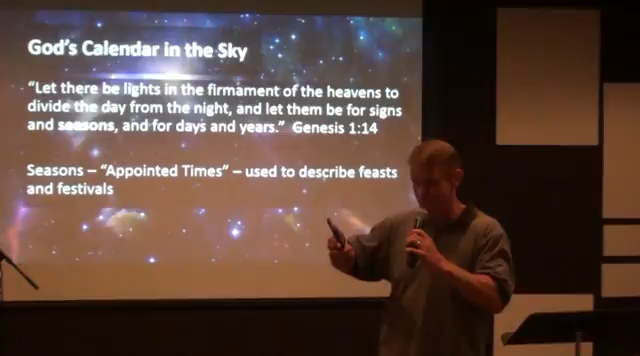 God's Calendar in the Sky
"Let there be lights in the firmament of the heavens to
divide the day from the night, and let them be for signs
and seasons, and for days and years." Genesis 1:14
Seasons – "Appointed Times" – used to describe feasts
and festivals